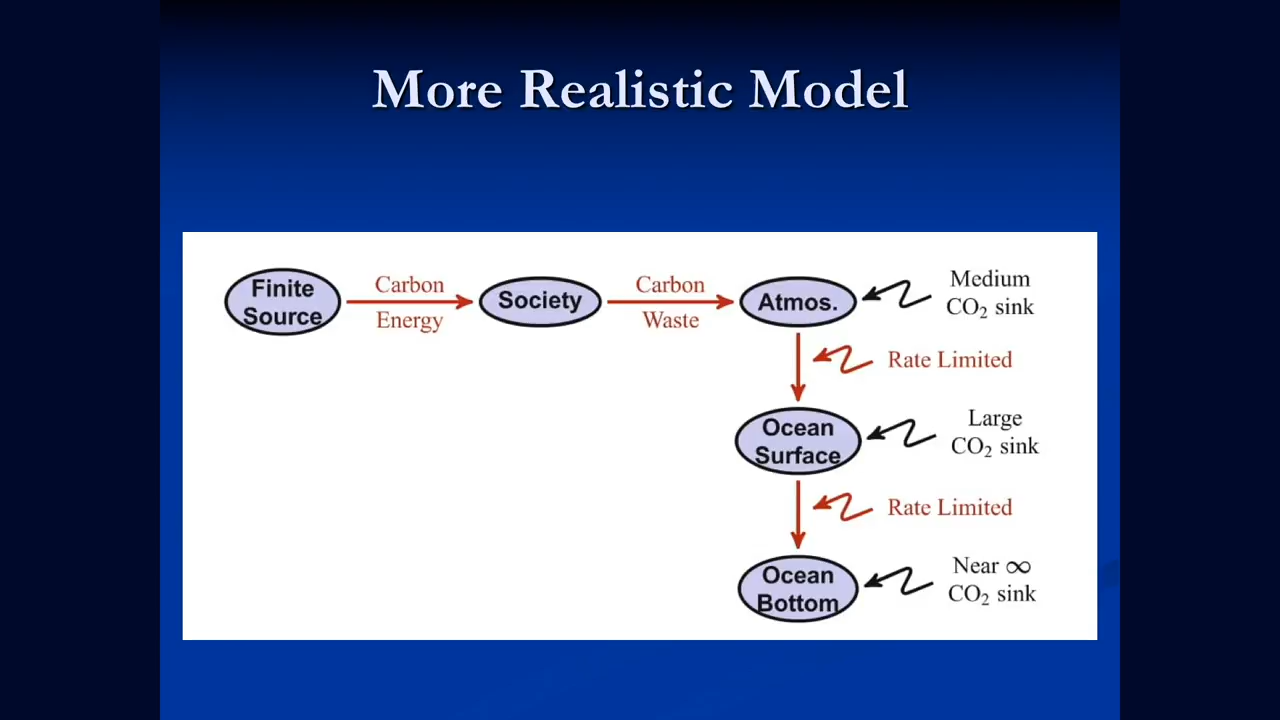 More Realistic Model
Finite
Source
Carbon
Energy
Society
Carbon
Waste
Atmos.
Medium
CO₂ sink
Rate Limited
Ocean
Surface
Large
CO₂ sink
Rate Limited
Ocean
Bottom
Near ∞
CO₂ sink